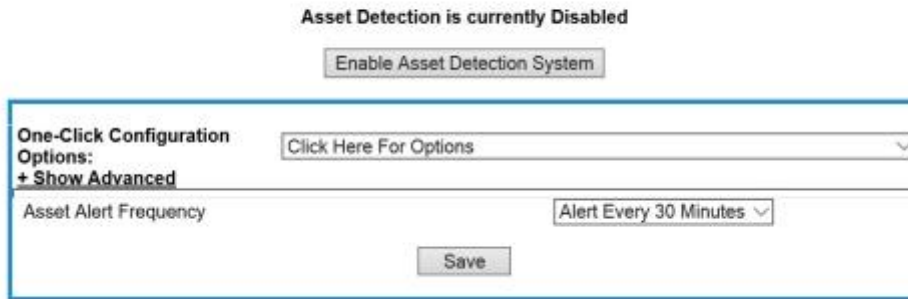 Asset Detection is currently Disabled
Enable Asset Detection System
One-Click Configuration
Options:
Click Here For Options
+ Show Advanced
Asset Alert Frequency
Alert Every 30 Minutes
Save